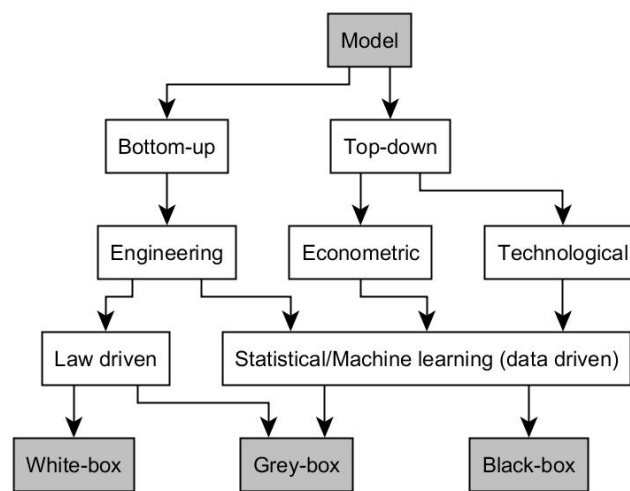 Model
Bottom-up
Top-down
Engineering
Econometric
Technological
Law driven
Statistical/Machine learning (data driven)
White-box
Grey-box
Black-box